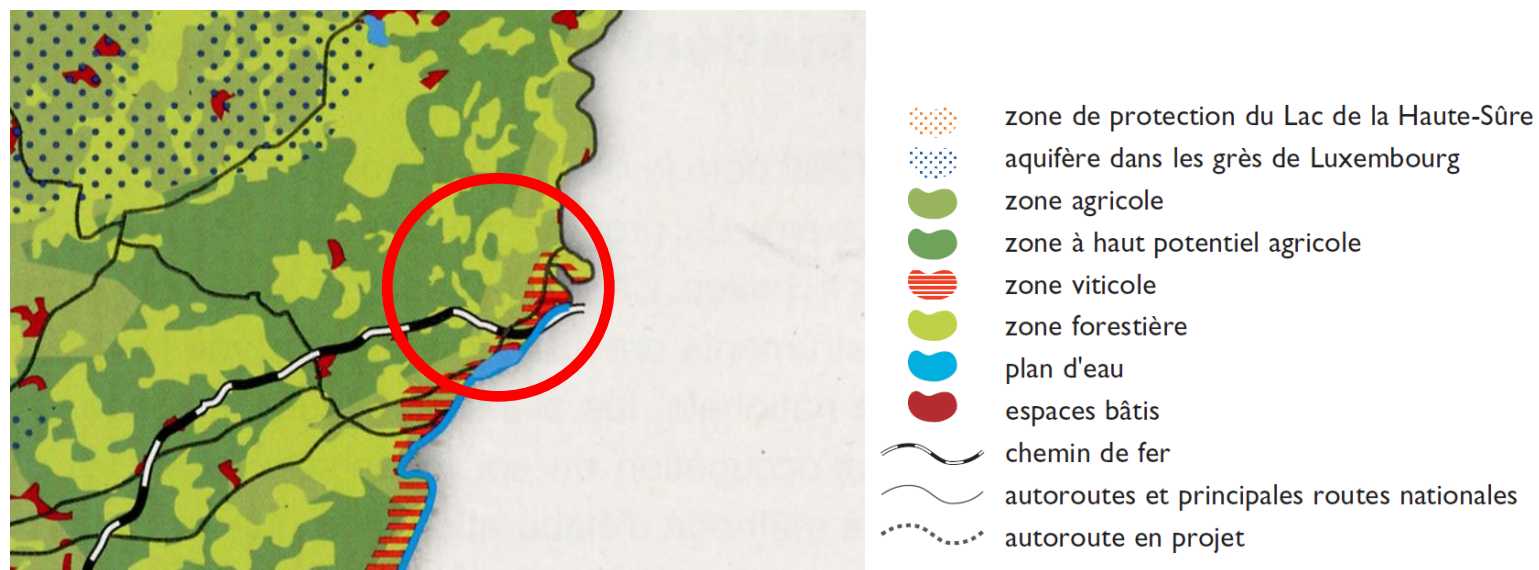 zone de protection du Lac de la Haute-Sûre
aquifère dans les grès de Luxembourg
zone agricole
zone à haut potentiel agricole
zone viticole
zone forestière
plan d'eau
espaces bâtis
chemin de fer
autoroutes et principales routes nationales
autoroute en projet